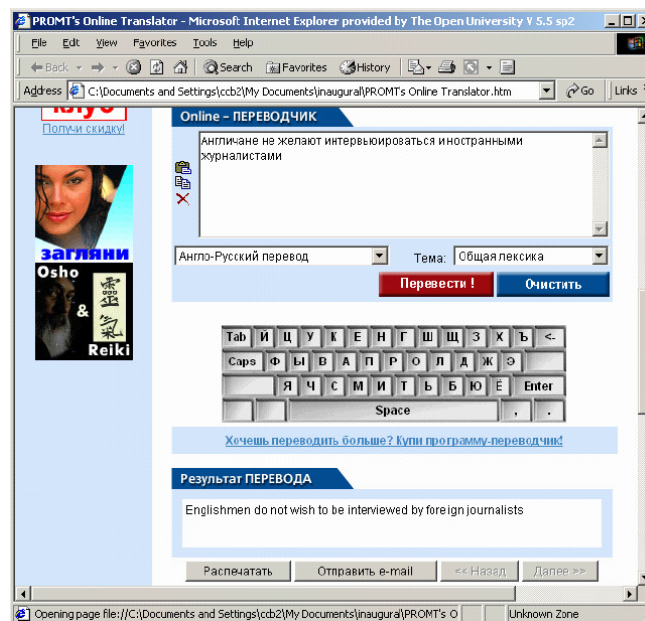 PROMT's Online Translator - Microsoft Internet Explorer provided by The Open University V 5.5 sp2
File Edit View Favorites Tools Help
Back Search Favorites History
Address C:\Documents and Settings\ccb2\My Documents\inaugural\PROMT's Online Translator.htm Go Links
клуб
Получи скидку!
Online – ПЕРЕВОДЧИК
Англичане не желают интервьюироваться иностранными
журналистами
загляни
Osho
&
靈
氣
Reiki
Англо-Русский перевод Тема: Общая лексика
Перевести ! Очистить
Tab Й Ц У К Е Н Г Ш Щ З Х Ъ <-
Caps Ф Ы В А П Р О Л Д Ж Э
Я Ч С М И Т Ь Б Ю Ё Enter
Space , .
Хочешь переводить больше? Купи программу-переводчик!
Результат ПЕРЕВОДА
Englishmen do not wish to be interviewed by foreign journalists
Распечатать Отправить e-mail << Назад Далее >>
Opening page file://C:\Documents and Settings\ccb2\My Documents\inaugural\PROMT's O Unknown Zone